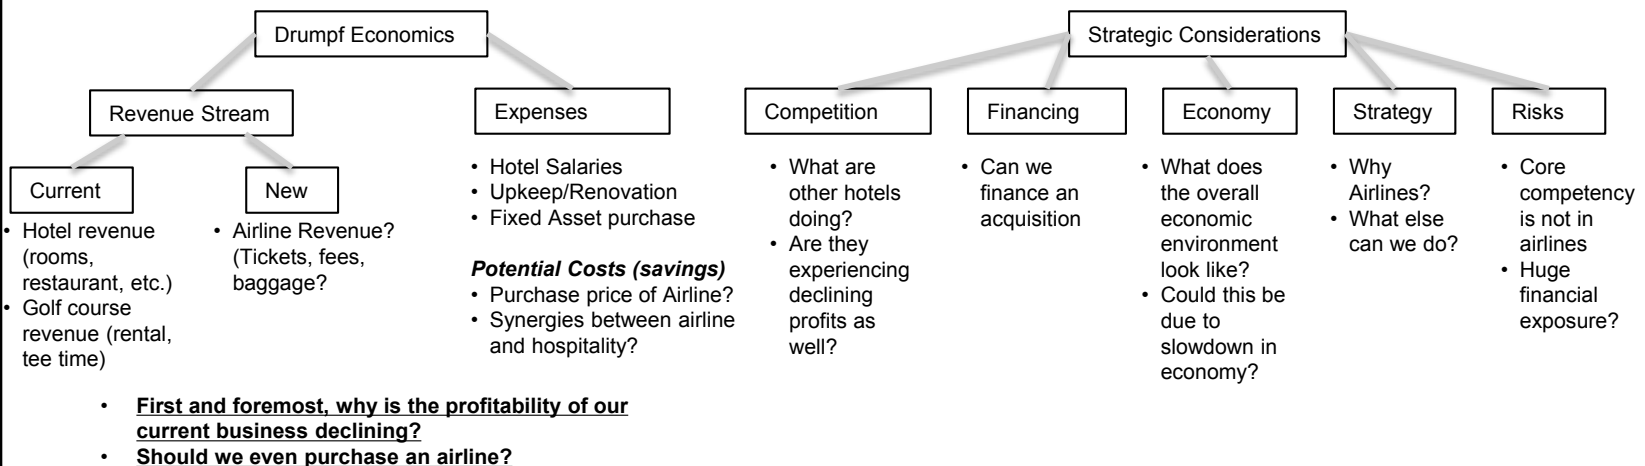 Drumpf Economics
Revenue Stream
Current
• Hotel revenue
(rooms,
restaurant, etc.)
• Golf course
revenue (rental,
tee time)
New
• Airline Revenue?
(Tickets, fees,
baggage?
Expenses
• Hotel Salaries
• Upkeep/Renovation
• Fixed Asset purchase
Potential Costs (savings)
• Purchase price of Airline?
• Synergies between airline
and hospitality?
• First and foremost, why is the profitability of our
current business declining?
• Should we even purchase an airline?
Strategic Considerations
Competition
• What are
other hotels
doing?
• Are they
experiencing
declining
profits as
well?
Financing
• Can we
finance an
acquisition
Economy
• What does
the overall
economic
environment
look like?
• Could this be
due to
slowdown in
economy?
Strategy
• Why
Airlines?
• What else
can we do?
Risks
• Core
competency
is not in
airlines
• Huge
financial
exposure?